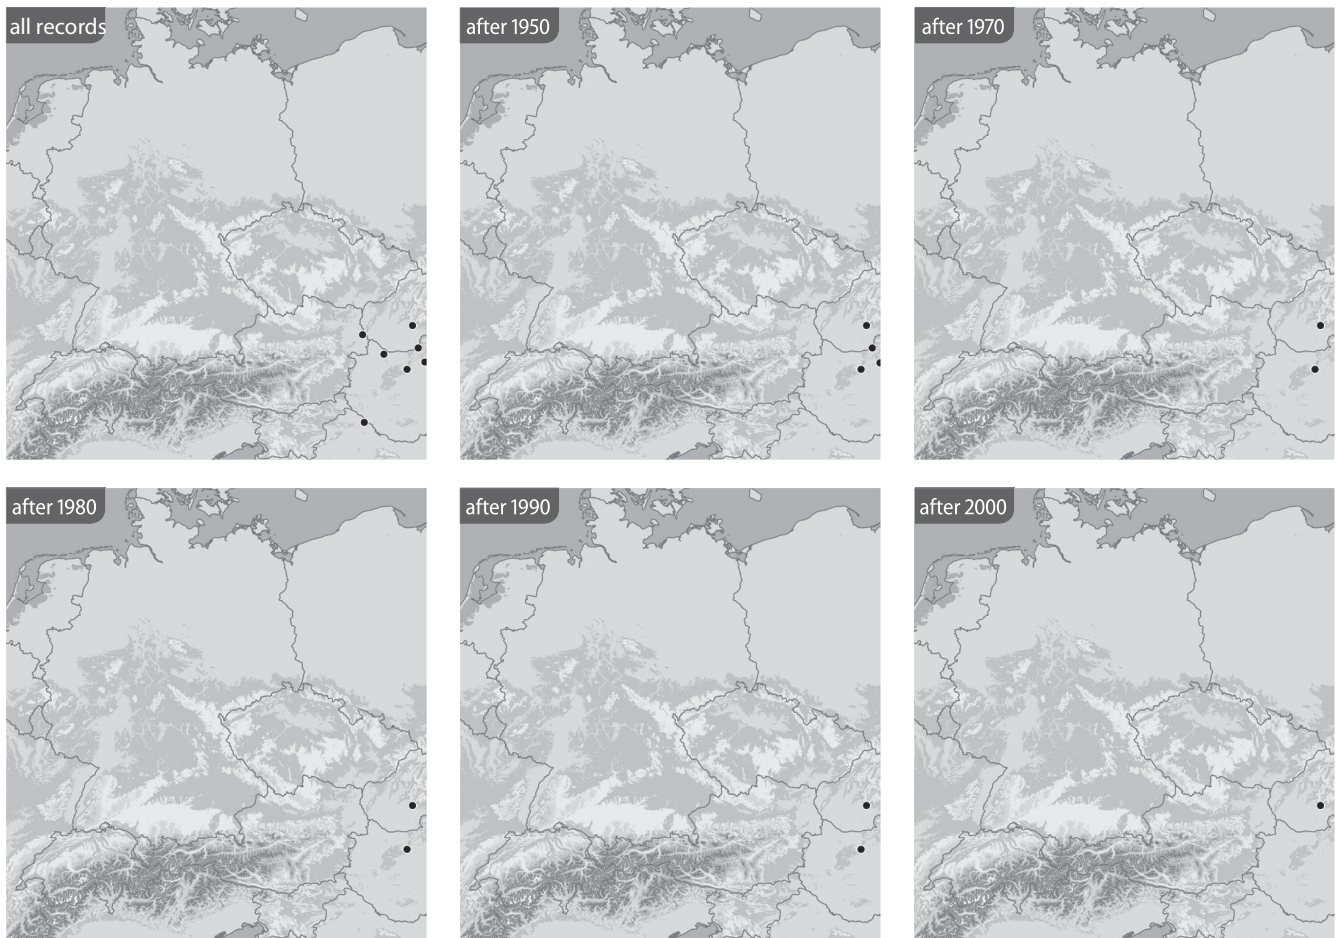 all records
after 1950
after 1970
after 1980
after 1990
after 2000